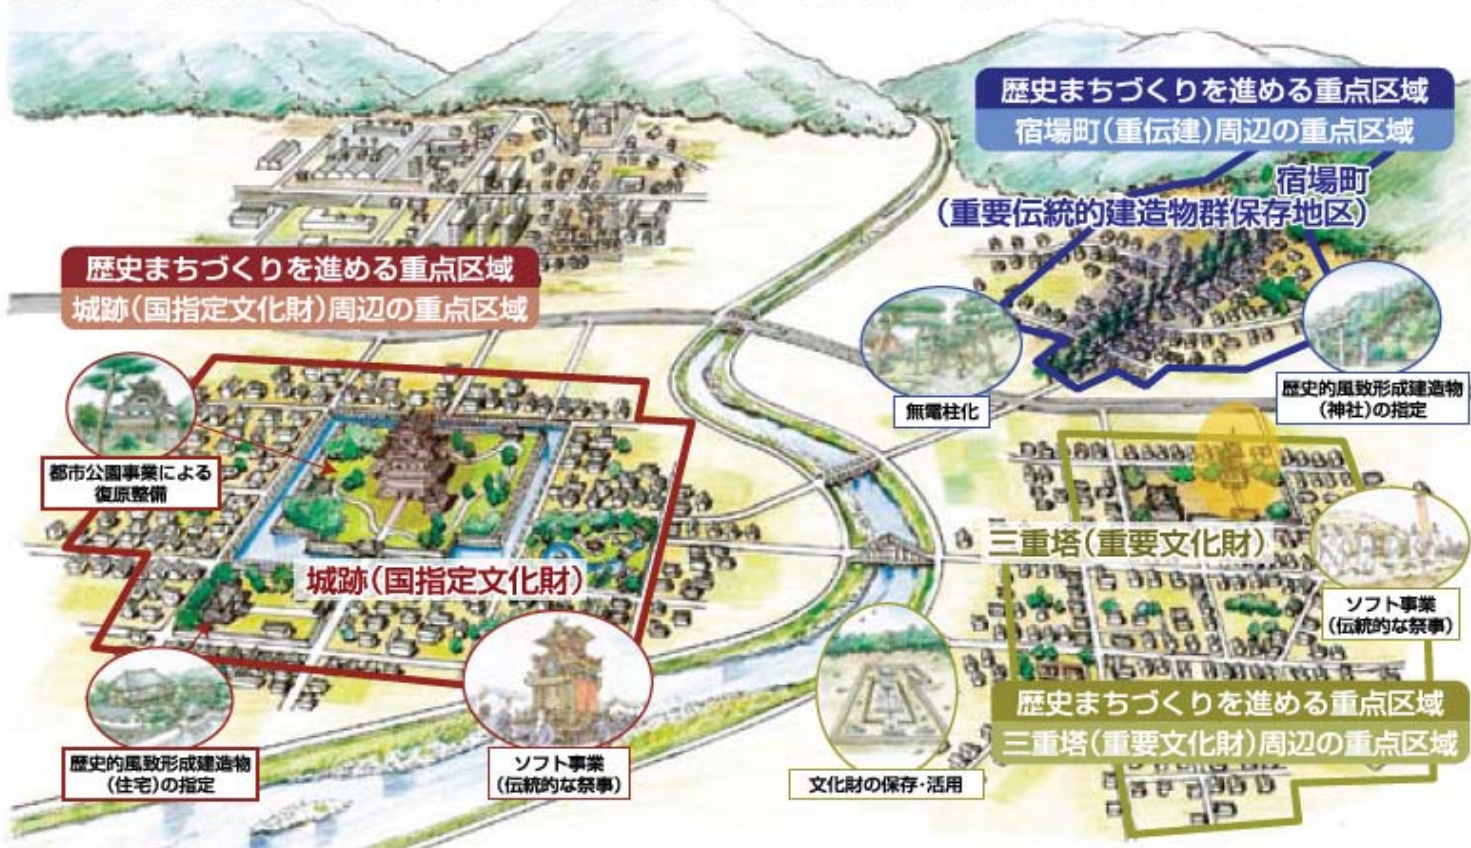 歴史まちづくりを進める重点区域
宿場町(重伝建)周辺の重点区域
宿場町
(重要伝統的建造物群保存地区)
歴史まちづくりを進める重点区域
城跡(国指定文化財)周辺の重点区域
無電柱化
歴史的風致形成建造物
(神社)の指定
都市公園事業による
復原整備
三重塔(重要文化財)
城跡(国指定文化財)
ソフト事業
(伝統的な祭事)
歴史まちづくりを進める重点区域
三重塔(重要文化財)周辺の重点区域
歴史的風致形成建造物
(住宅)の指定
ソフト事業
(伝統的な祭事)
文化財の保存・活用